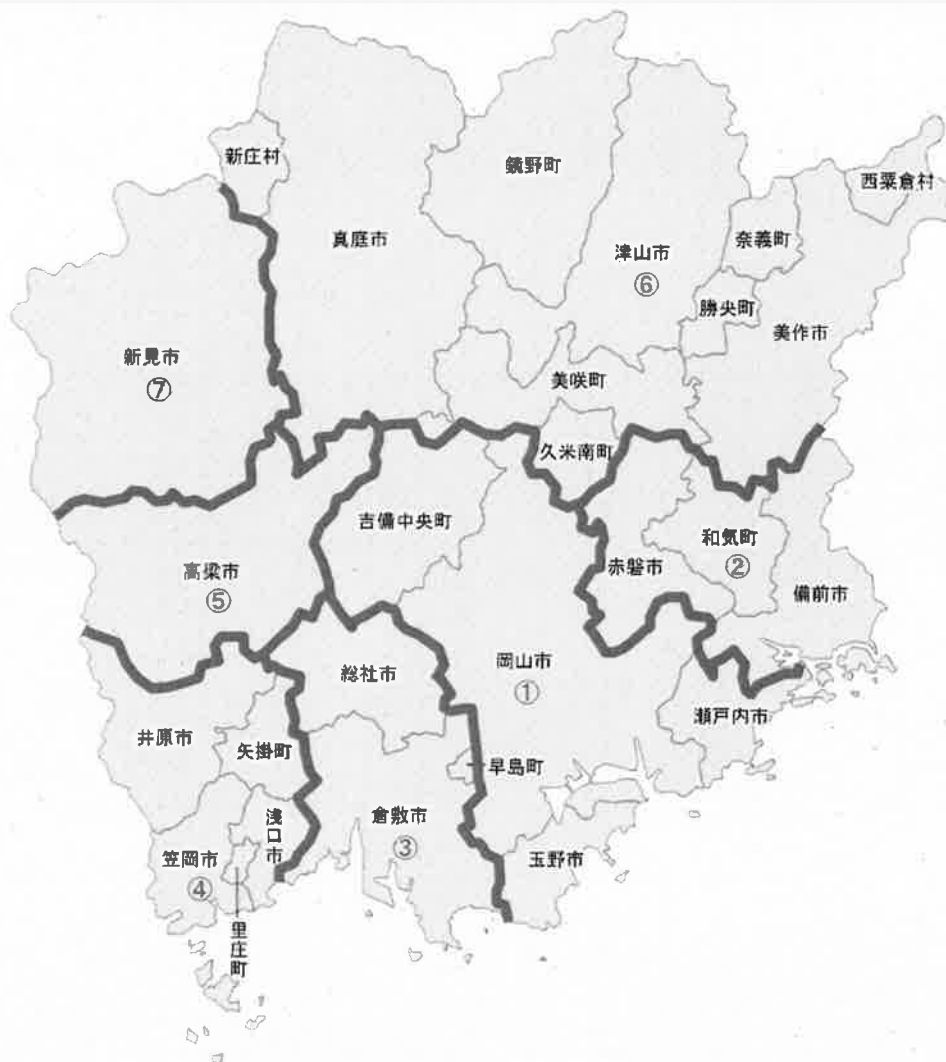 新庄村
鏡野町
西粟倉村
真庭市
津山市
⑥
奈義町
勝央町
美作市
新見市
⑦
美咲町
久米南町
吉備中央町
和気町
②
赤磐市
高梁市
⑤
備前市
総社市
岡山市
①
瀬戸内市
井原市
矢掛町
早島町
浅口市
倉敷市
③
玉野市
笠岡市
④
里庄町